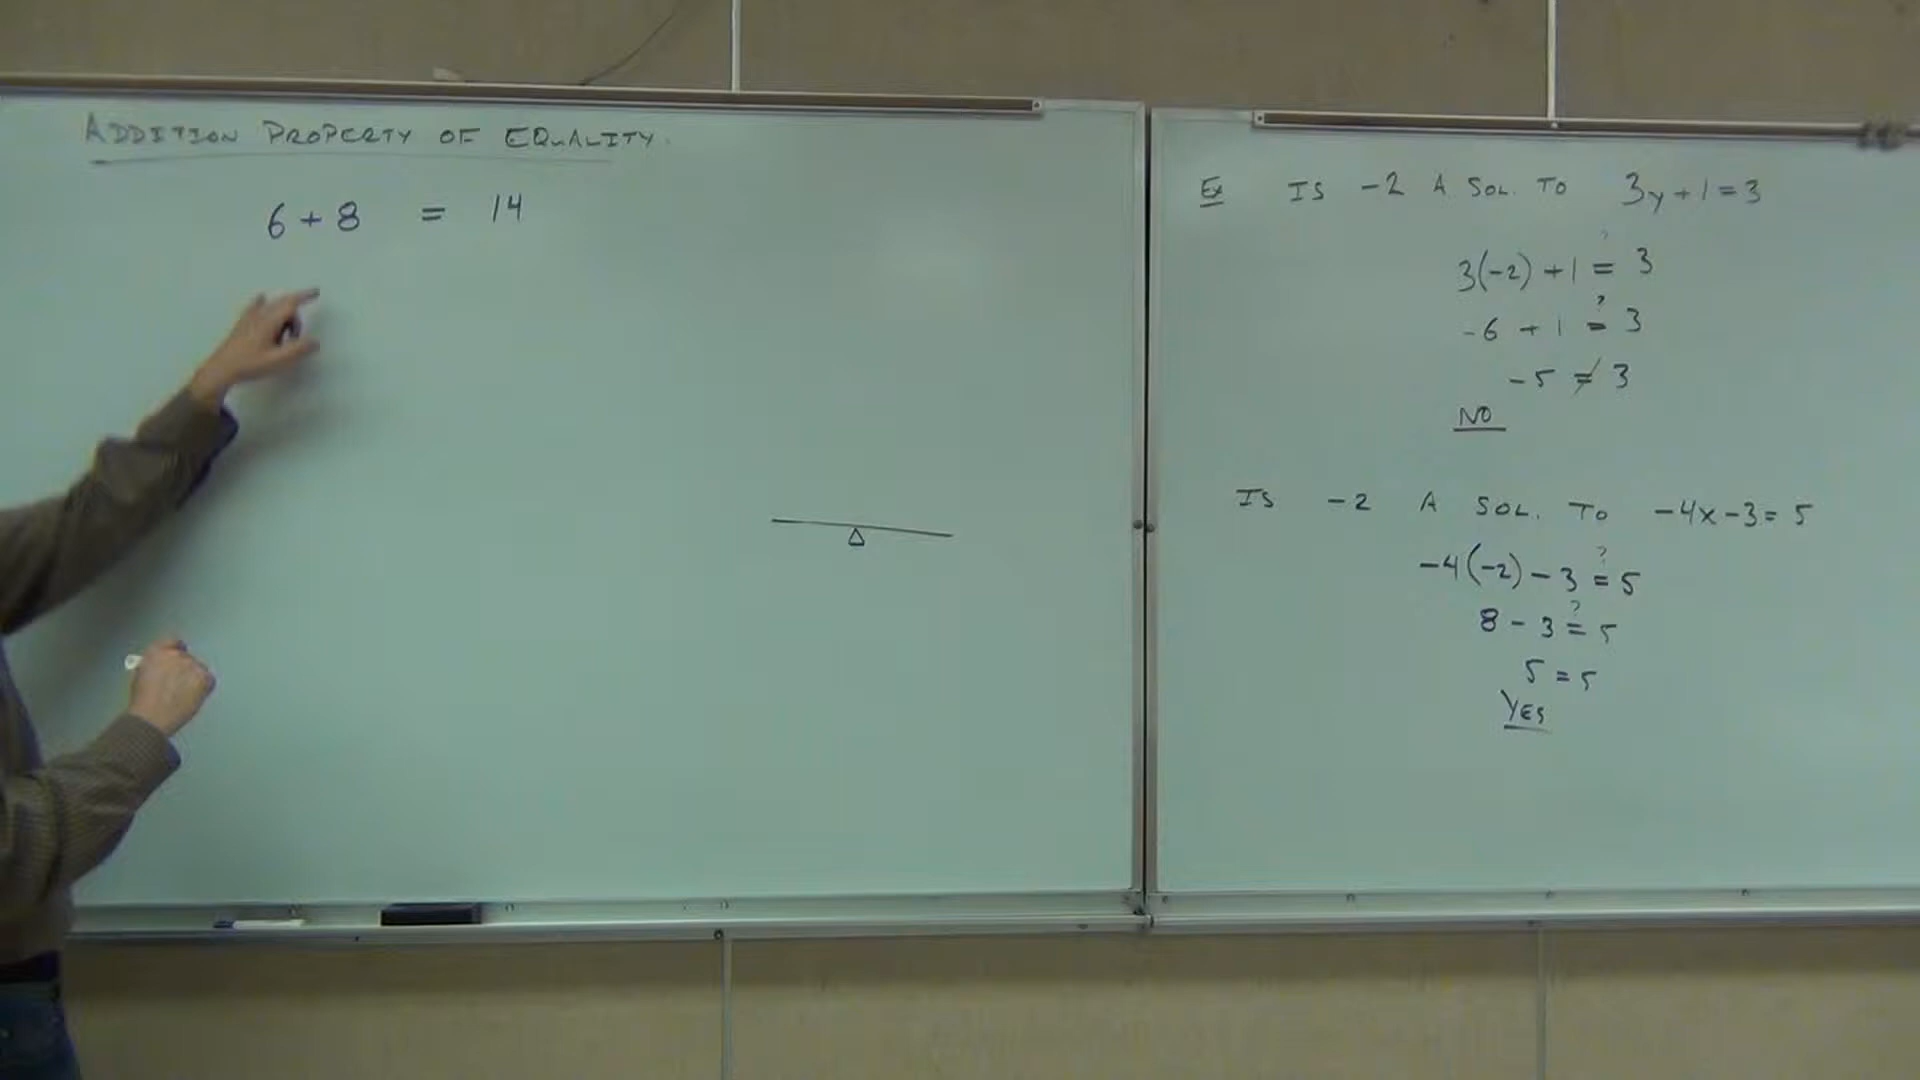 ADDITION PROPERTY OF EQUALITY.
6 + 8 = 14
Ex IS -2 A SOL. TO 3y + 1 = 3
3(-2) + 1 ≟ 3
-6 + 1 ≟ 3
-5 ≠ 3
NO
IS -2 A SOL. TO -4x - 3 = 5
-4(-2) - 3 ≟ 5
8 - 3 ≟ 5
5 = 5
YES